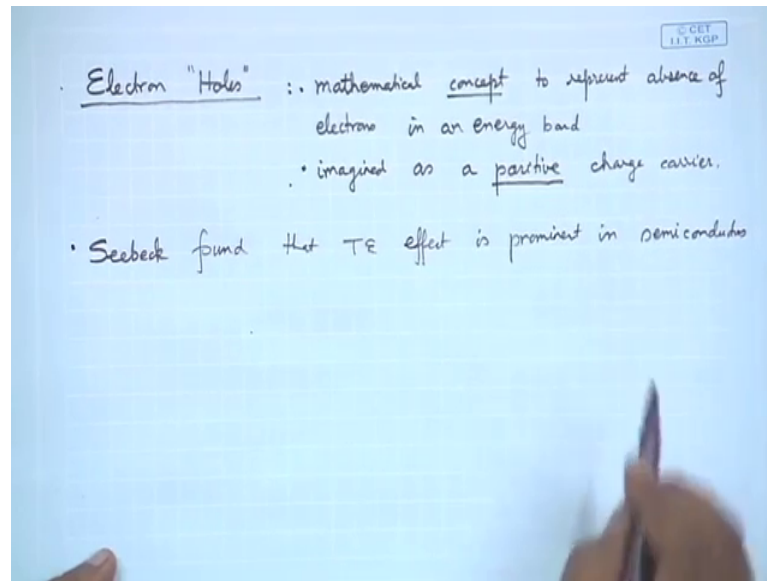 © CET
I.I.T. KGP
Electron "Holes" :• mathematical concept to represent absence of
electrons in an energy band
• imagined as a positive charge carrier.
• Seebeck found that TE effect is prominent in semiconductors